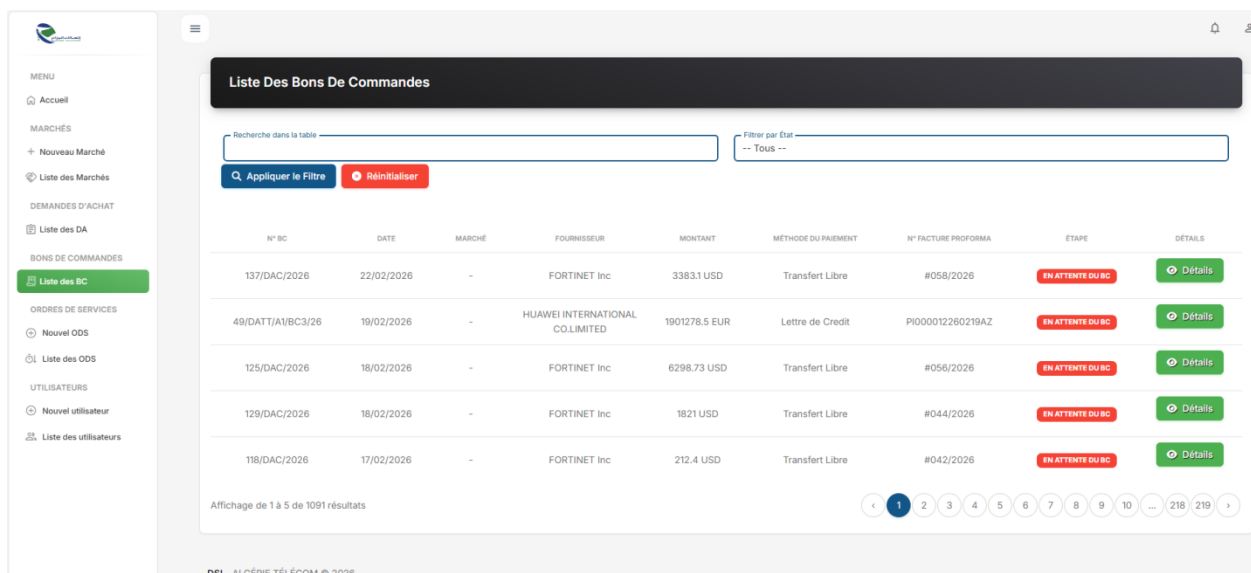 MENU
Accueil
MARCHÉS
Nouveau Marché
Liste des Marchés
DEMANDES D'ACHAT
Liste des DA
BONS DE COMMANDES
Liste des BC
ORDRES DE SERVICES
Nouvel ODS
Liste des ODS
UTILISATEURS
Nouvel utilisateur
Liste des utilisateurs
Liste Des Bons De Commandes
Recherche dans la table
Filtrer par État
-- Tous --
Appliquer le Filtre Réinitialiser
N° BC DATE MARCHÉ FOURNISSEUR MONTANT MÉTHODE DU PAIEMENT N° FACTURE PROFORMA ÉTAPE DÉTAILS
137/DAC/2026 22/02/2026 - FORTINET Inc 3383.1 USD Transfert Libre #058/2026 EN ATTENTE DU BC Détails
49/DATT/A1/BC3/26 19/02/2026 - HUAWEI INTERNATIONAL CO.LIMITED 1901278.5 EUR Lettre de Credit PI000012260219AZ EN ATTENTE DU BC Détails
125/DAC/2026 18/02/2026 - FORTINET Inc 6298.73 USD Transfert Libre #056/2026 EN ATTENTE DU BC Détails
129/DAC/2026 18/02/2026 - FORTINET Inc 1821 USD Transfert Libre #044/2026 EN ATTENTE DU BC Détails
118/DAC/2026 17/02/2026 - FORTINET Inc 212.4 USD Transfert Libre #042/2026 EN ATTENTE DU BC Détails
Affichage de 1 à 5 de 1091 résultats
‹ 1 2 3 4 5 6 7 8 9 10 ... 218 219 ›
DSI ALGÉRIE TÉLÉCOM © 2026